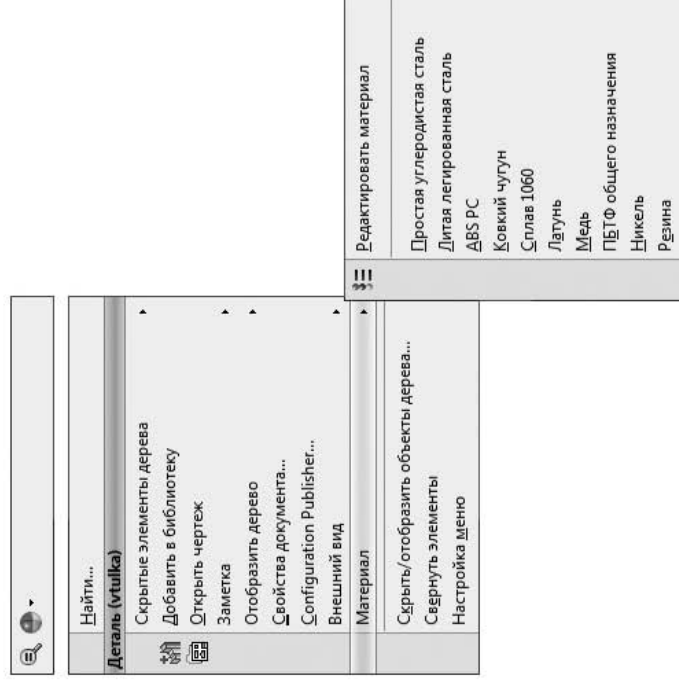 Найти...
Деталь (vtulka)
Скрытые элементы дерева
Добавить в библиотеку
Открыть чертеж
Заметка
Отобразить дерево
Свойства документа...
Configuration Publisher...
Внешний вид
Материал
Скрыть/отобразить объекты дерева...
Свернуть элементы
Настройка меню
Редактировать материал
Простая углеродистая сталь
Литая легированная сталь
ABS PC
Ковкий чугун
Сплав 1060
Латунь
Медь
ПБТФ общего назначения
Никель
Резина